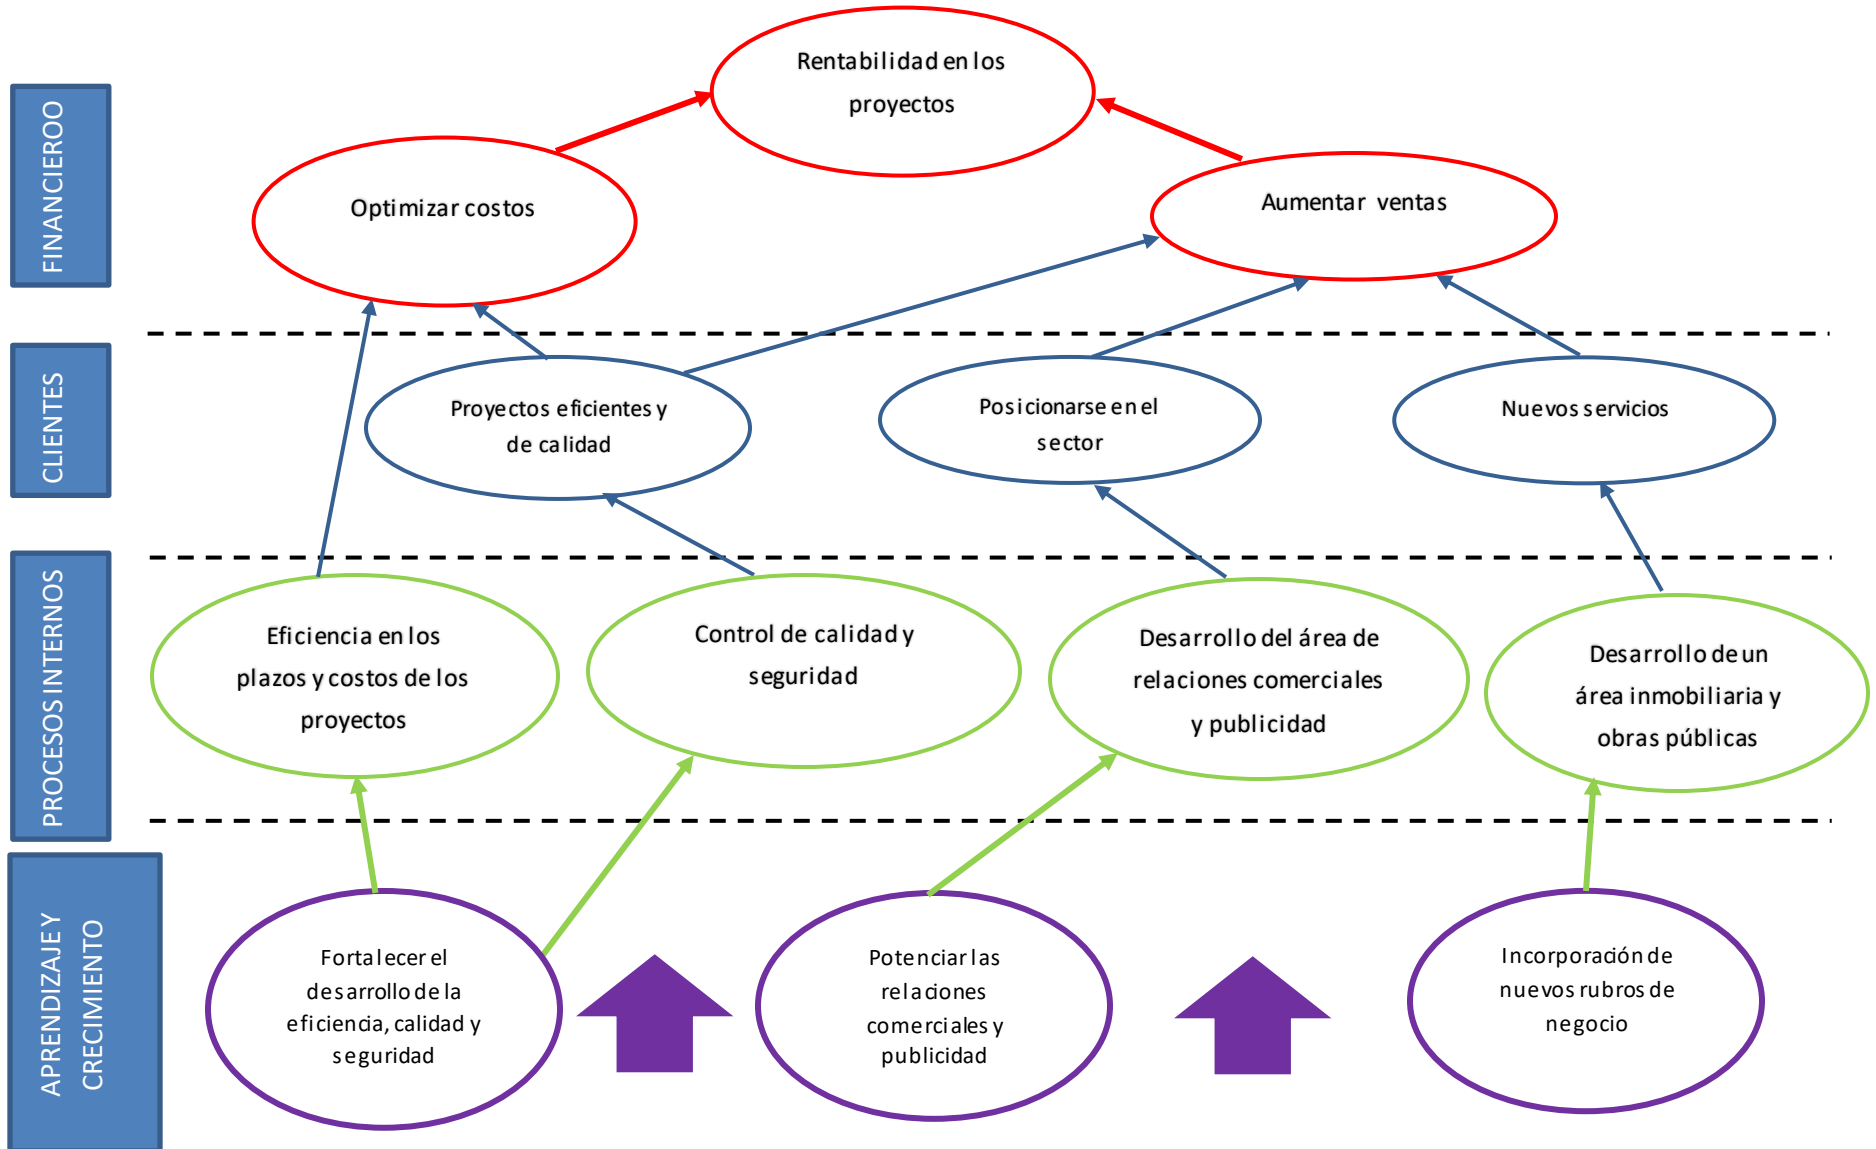 FINANCIEROO
Rentabilidad en los
proyectos
Optimizar costos
Aumentar ventas
CLIENTES
Proyectos eficientes y
de calidad
Posicionarse en el
sector
Nuevos servicios
PROCESOS INTERNOS
Eficiencia en los
plazos y costos de los
proyectos
Control de calidad y
seguridad
Desarrollo del área de
relaciones comerciales
y publicidad
Desarrollo de un
área inmobiliaria y
obras públicas
APRENDIZAJE Y
CRECIMIENTO
Fortalecer el
desarrollo de la
eficiencia, calidad y
seguridad
Potenciar las
relaciones
comerciales y
publicidad
Incorporación de
nuevos rubros de
negocio